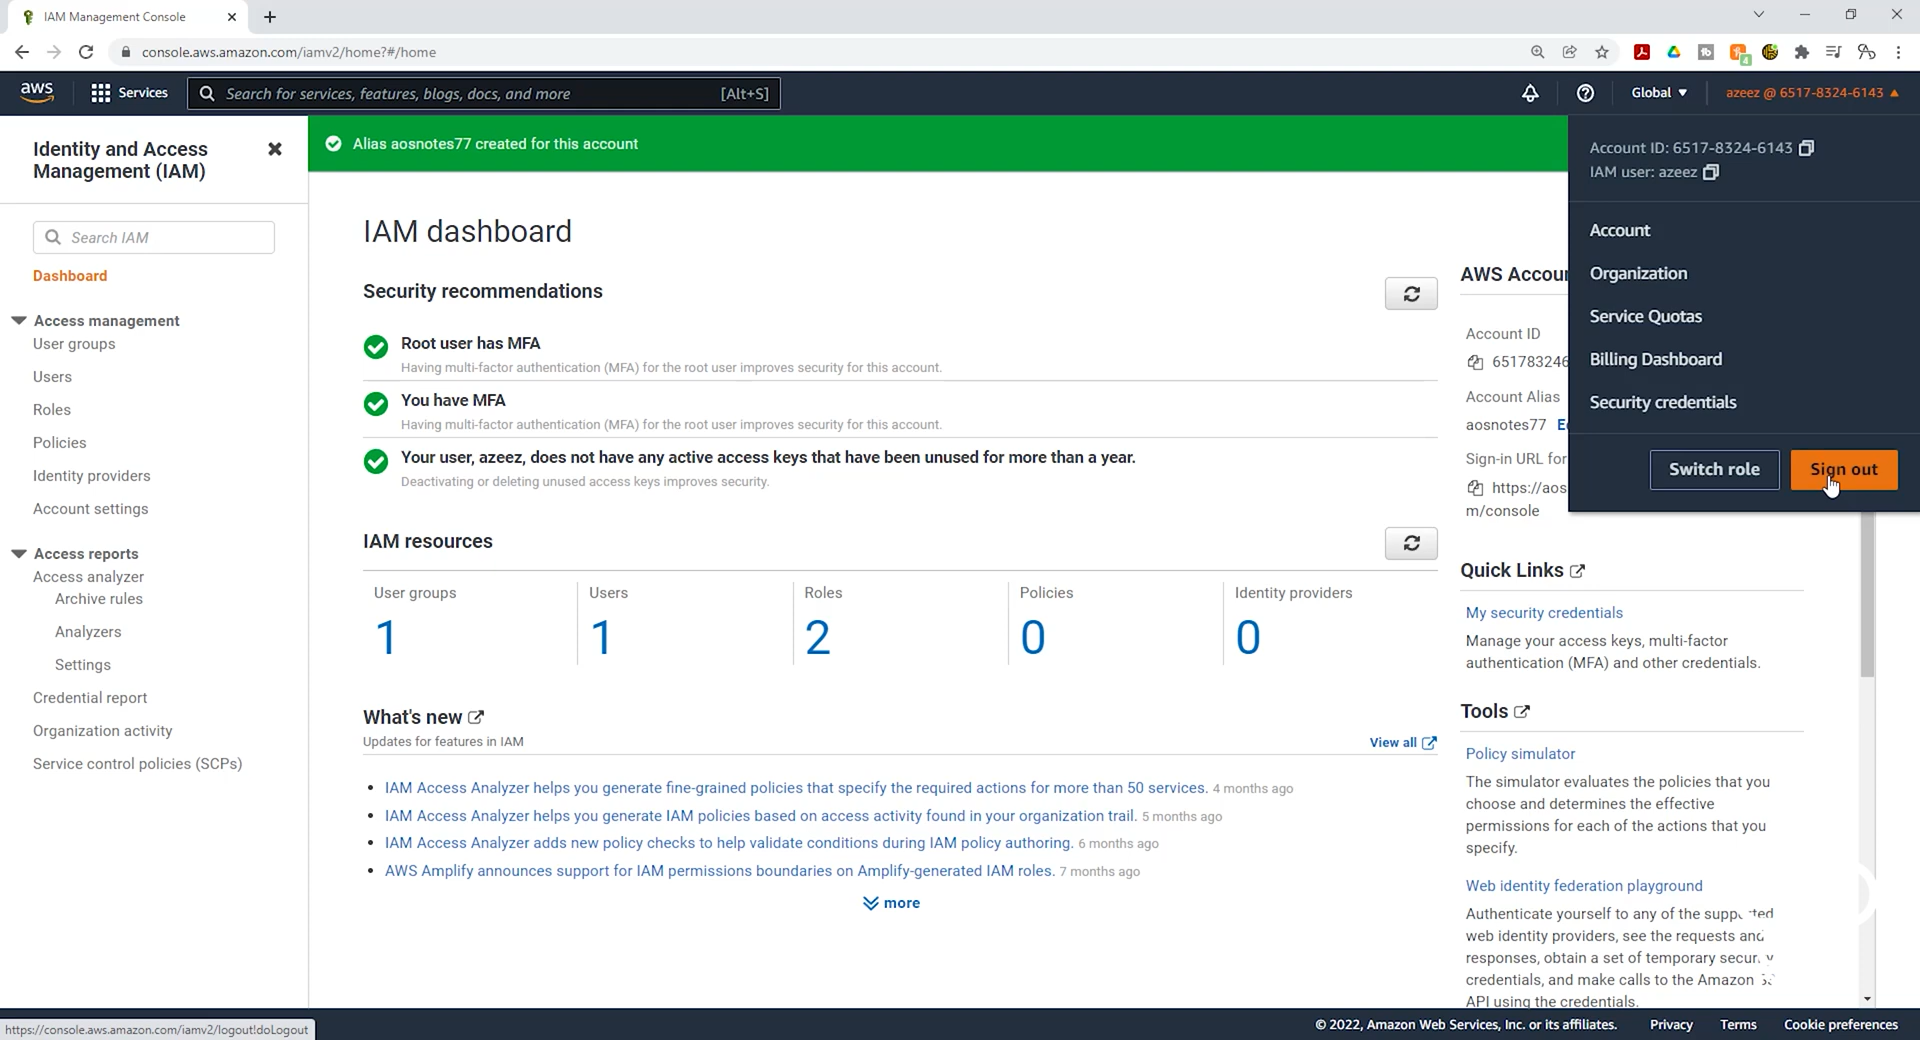 IAM Management Console
console.aws.amazon.com/iamv2/home?#/home
4
aws
Services
Search for services, features, blogs, docs, and more
[Alt+S]
Global
azeez @ 6517-8324-6143
Identity and Access
Management (IAM)
Search IAM
Dashboard
Access management
User groups
Users
Roles
Policies
Identity providers
Account settings
Access reports
Access analyzer
Archive rules
Analyzers
Settings
Credential report
Organization activity
Service control policies (SCPs)
Alias aosnotes77 created for this account
IAM dashboard
Security recommendations
Root user has MFA
Having multi-factor authentication (MFA) for the root user improves security for this account.
You have MFA
Having multi-factor authentication (MFA) for the root user improves security for this account.
Your user, azeez, does not have any active access keys that have been unused for more than a year.
Deactivating or deleting unused access keys improves security.
IAM resources
User groups
1
Users
1
Roles
2
Policies
0
Identity providers
0
What's new
Updates for features in IAM
View all
IAM Access Analyzer helps you generate fine-grained policies that specify the required actions for more than 50 services. 4 months ago
IAM Access Analyzer helps you generate IAM policies based on access activity found in your organization trail. 5 months ago
IAM Access Analyzer adds new policy checks to help validate conditions during IAM policy authoring. 6 months ago
AWS Amplify announces support for IAM permissions boundaries on Amplify-generated IAM roles. 7 months ago
more
Account ID: 6517-8324-6143
IAM user: azeez
Account
Organization
Service Quotas
Billing Dashboard
Security credentials
Switch role
Sign out
AWS Accoun
Account ID
651783246
Account Alias
aosnotes77
Sign-in URL for
https://aos
m/console
Quick Links
My security credentials
Manage your access keys, multi-factor
authentication (MFA) and other credentials.
Tools
Policy simulator
The simulator evaluates the policies that you
choose and determines the effective
permissions for each of the actions that you
specify.
Web identity federation playground
Authenticate yourself to any of the
web identity providers, see the requests and
responses, obtain a set of temporary
credentials, and make calls to the Amazon
API using the credentials.
https://console.aws.amazon.com/iamv2/logout!doLogout
© 2022, Amazon Web Services, Inc. or its affiliates.
Privacy
Terms
Cookie preferences